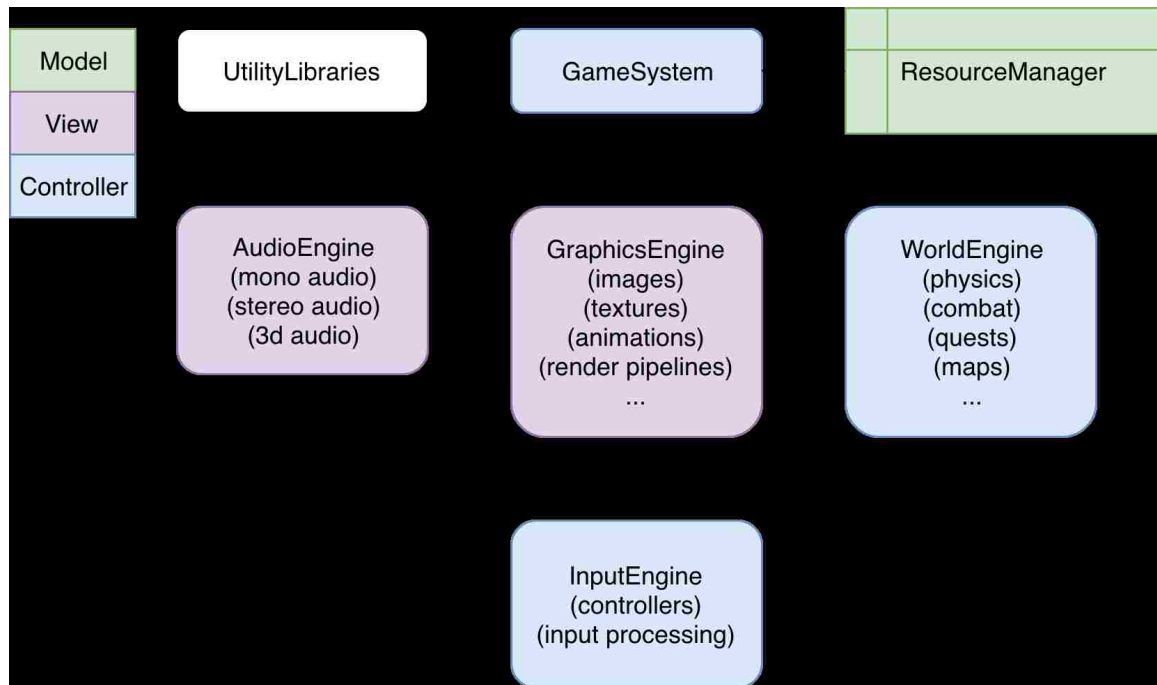 Model
View
Controller
UtilityLibraries
GameSystem
ResourceManager
AudioEngine
(mono audio)
(stereo audio)
(3d audio)
GraphicsEngine
(images)
(textures)
(animations)
(render pipelines)
...
WorldEngine
(physics)
(combat)
(quests)
(maps)
...
InputEngine
(controllers)
(input processing)